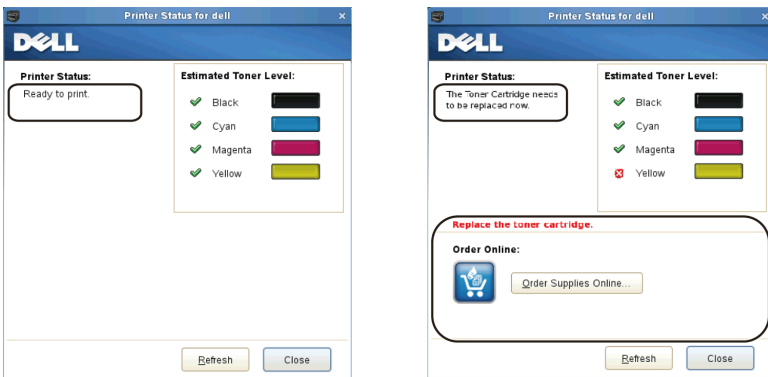 Printer Status for dell
DELL
Printer Status:
Ready to print.
Estimated Toner Level:
Black
Cyan
Magenta
Yellow
Refresh
Close
Printer Status for dell
DELL
Printer Status:
The Toner Cartridge needs
to be replaced now.
Estimated Toner Level:
Black
Cyan
Magenta
Yellow
Replace the toner cartridge.
Order Online:
Order Supplies Online...
Refresh
Close